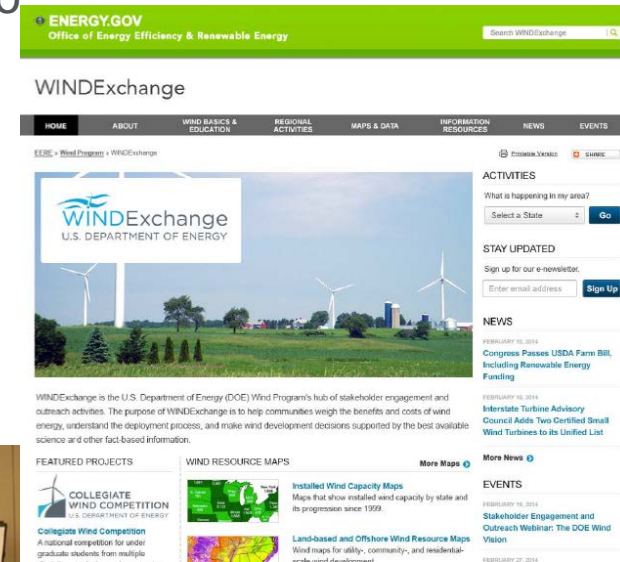 ENERGY.GOV
Office of Energy Efficiency & Renewable Energy
Search WINDExchange
WINDExchange
HOME
ABOUT
WIND BASICS &
EDUCATION
REGIONAL
ACTIVITIES
MAPS & DATA
INFORMATION
RESOURCES
NEWS
EVENTS
EERE » Wind Program » WINDExchange
Printable Version
SHARE
WINDExchange
U.S. DEPARTMENT OF ENERGY
WINDExchange is the U.S. Department of Energy (DOE) Wind Program's hub of stakeholder engagement and
outreach activities. The purpose of WINDExchange is to help communities weigh the benefits and costs of wind
energy, understand the deployment process, and make wind development decisions supported by the best available
science and other fact-based information.
FEATURED PROJECTS
COLLEGIATE
WIND COMPETITION
U.S. DEPARTMENT OF ENERGY
Collegiate Wind Competition
A national competition for under
graduate students from multiple
WIND RESOURCE MAPS
More Maps
Installed Wind Capacity Maps
Maps that show installed wind capacity by state and
its progression since 1999.
Land-based and Offshore Wind Resource Maps
Wind maps for utility-, community-, and residential-
scale wind development.
ACTIVITIES
What is happening in my area?
Select a State
Go
STAY UPDATED
Sign up for our e-newsletter.
Enter email address
Sign Up
NEWS
Congress Passes USDA Farm Bill,
Including Renewable Energy
Funding
Interstate Turbine Advisory
Council Adds Two Certified Small
Wind Turbines to its Unified List
More News
EVENTS
Stakeholder Engagement and
Outreach Webinar: The DOE Wind
Vision
FEBRUARY 27, 2014